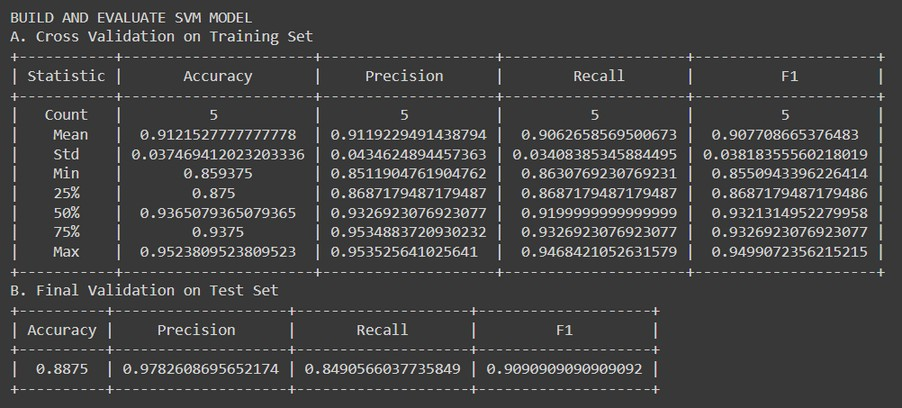 BUILD AND EVALUATE SVM MODEL
A. Cross Validation on Training Set
+-----------+---------------------+--------------------+---------------------+---------------------+
| Statistic | Accuracy | Precision | Recall | F1 |
+-----------+---------------------+--------------------+---------------------+---------------------+
| Count | 5 | 5 | 5 | 5 |
| Mean | 0.9121527777777778 | 0.9119229491438794 | 0.9062658569500673 | 0.907708665376483 |
| Std | 0.037469412023203336 | 0.0434624894457363 | 0.03408385345884495 | 0.03818355560218019 |
| Min | 0.859375 | 0.8511904761904762 | 0.8630769230769231 | 0.8550943396226414 |
| 25% | 0.875 | 0.8687179487179487 | 0.8687179487179487 | 0.8687179487179486 |
| 50% | 0.9365079365079365 | 0.9326923076923077 | 0.9199999999999999 | 0.9321314952279958 |
| 75% | 0.9375 | 0.9534883720930232 | 0.9326923076923077 | 0.9326923076923077 |
| Max | 0.9523809523809523 | 0.953525641025641 | 0.9468421052631579 | 0.9499072356215215 |
+-----------+---------------------+--------------------+---------------------+---------------------+
B. Final Validation on Test Set
+----------+--------------------+--------------------+--------------------+
| Accuracy | Precision | Recall | F1 |
+----------+--------------------+--------------------+--------------------+
| 0.8875 | 0.9782608695652174 | 0.8490566037735849 | 0.9090909090909092 |
+----------+--------------------+--------------------+--------------------+